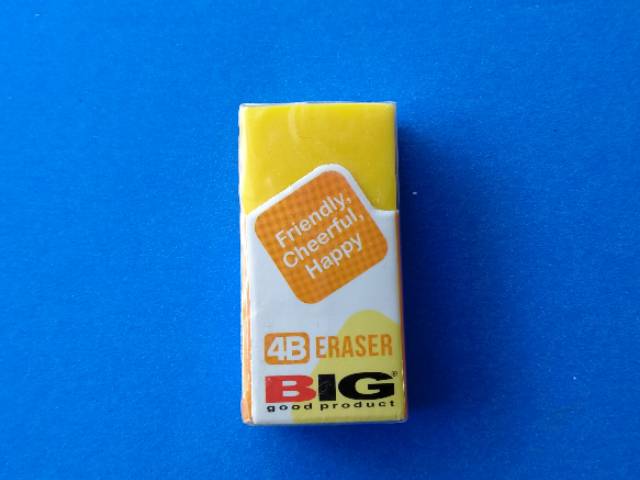 Friendly,
Cheerful,
Happy
4B ERASER
BIG®
good product